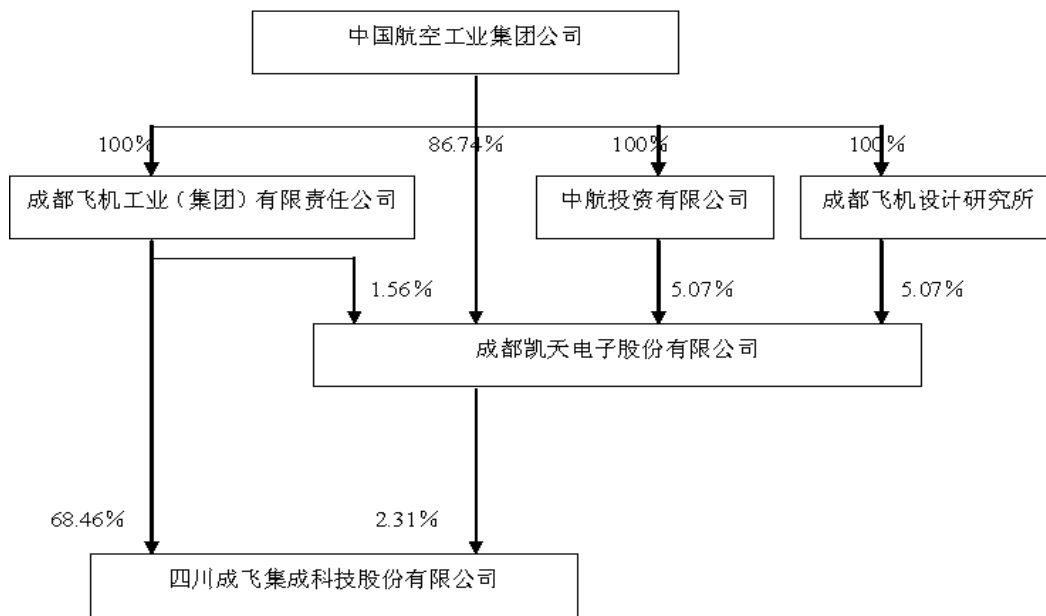 中国航空工业集团公司
100%
86.74%
100%
100%
成都飞机工业（集团）有限责任公司
中航投资有限公司
成都飞机设计研究所
1.56%
5.07%
5.07%
成都凯天电子股份有限公司
68.46%
2.31%
四川成飞集成科技股份有限公司